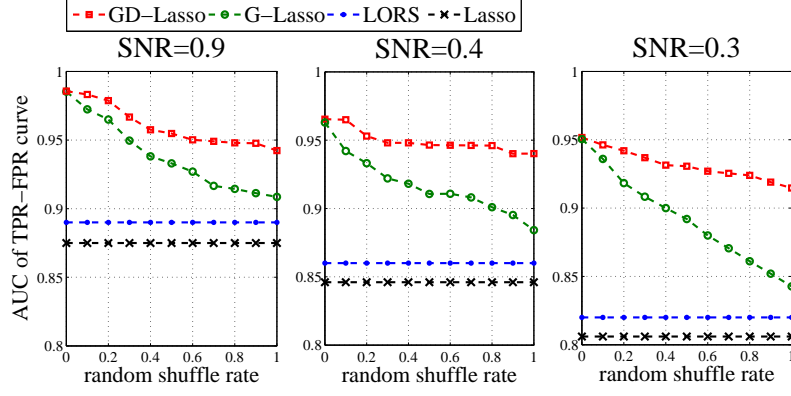 GD-Lasso G-Lasso LORS Lasso
SNR=0.9 SNR=0.4 SNR=0.3
AUC of TPR-FPR curve
1
0.95
0.9
0.85
0.8
0 0.2 0.4 0.6 0.8 1
random shuffle rate
1
0.95
0.9
0.85
0.8
0 0.2 0.4 0.6 0.8 1
random shuffle rate
1
0.95
0.9
0.85
0.8
0 0.2 0.4 0.6 0.8 1
random shuffle rate